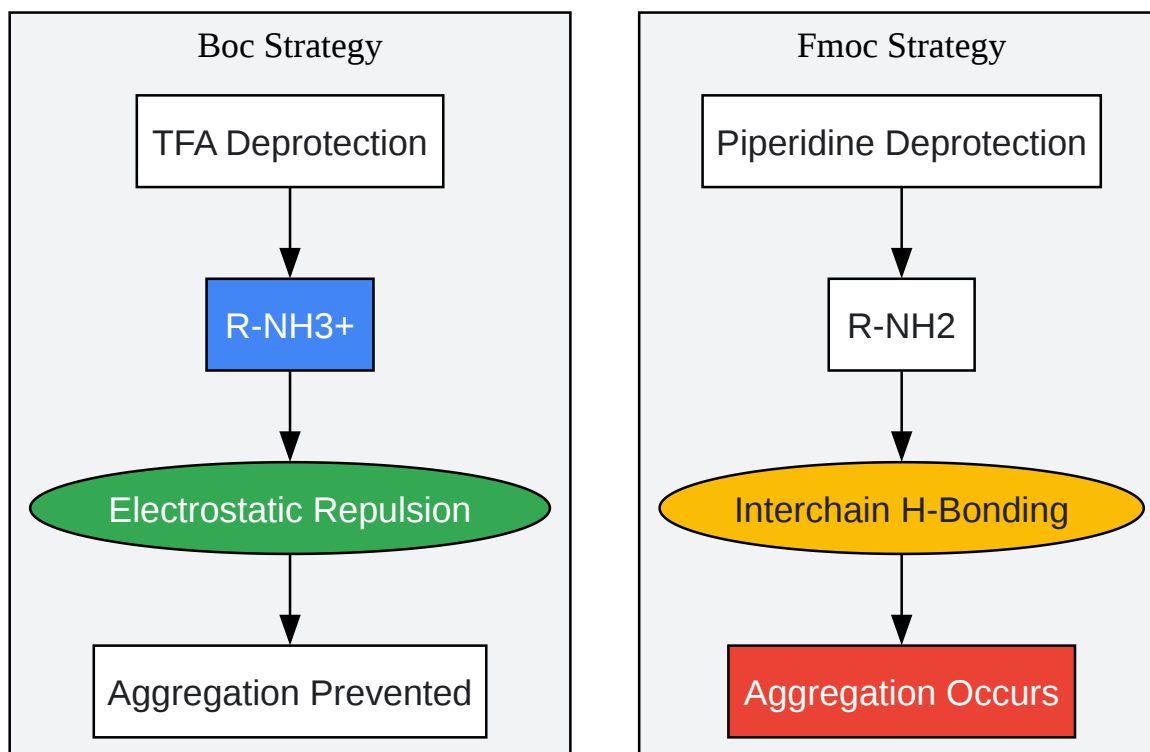 Boc Strategy
TFA Deprotection
R-NH3+
Electrostatic Repulsion
Aggregation Prevented
Fmoc Strategy
Piperidine Deprotection
R-NH2
Interchain H-Bonding
Aggregation Occurs